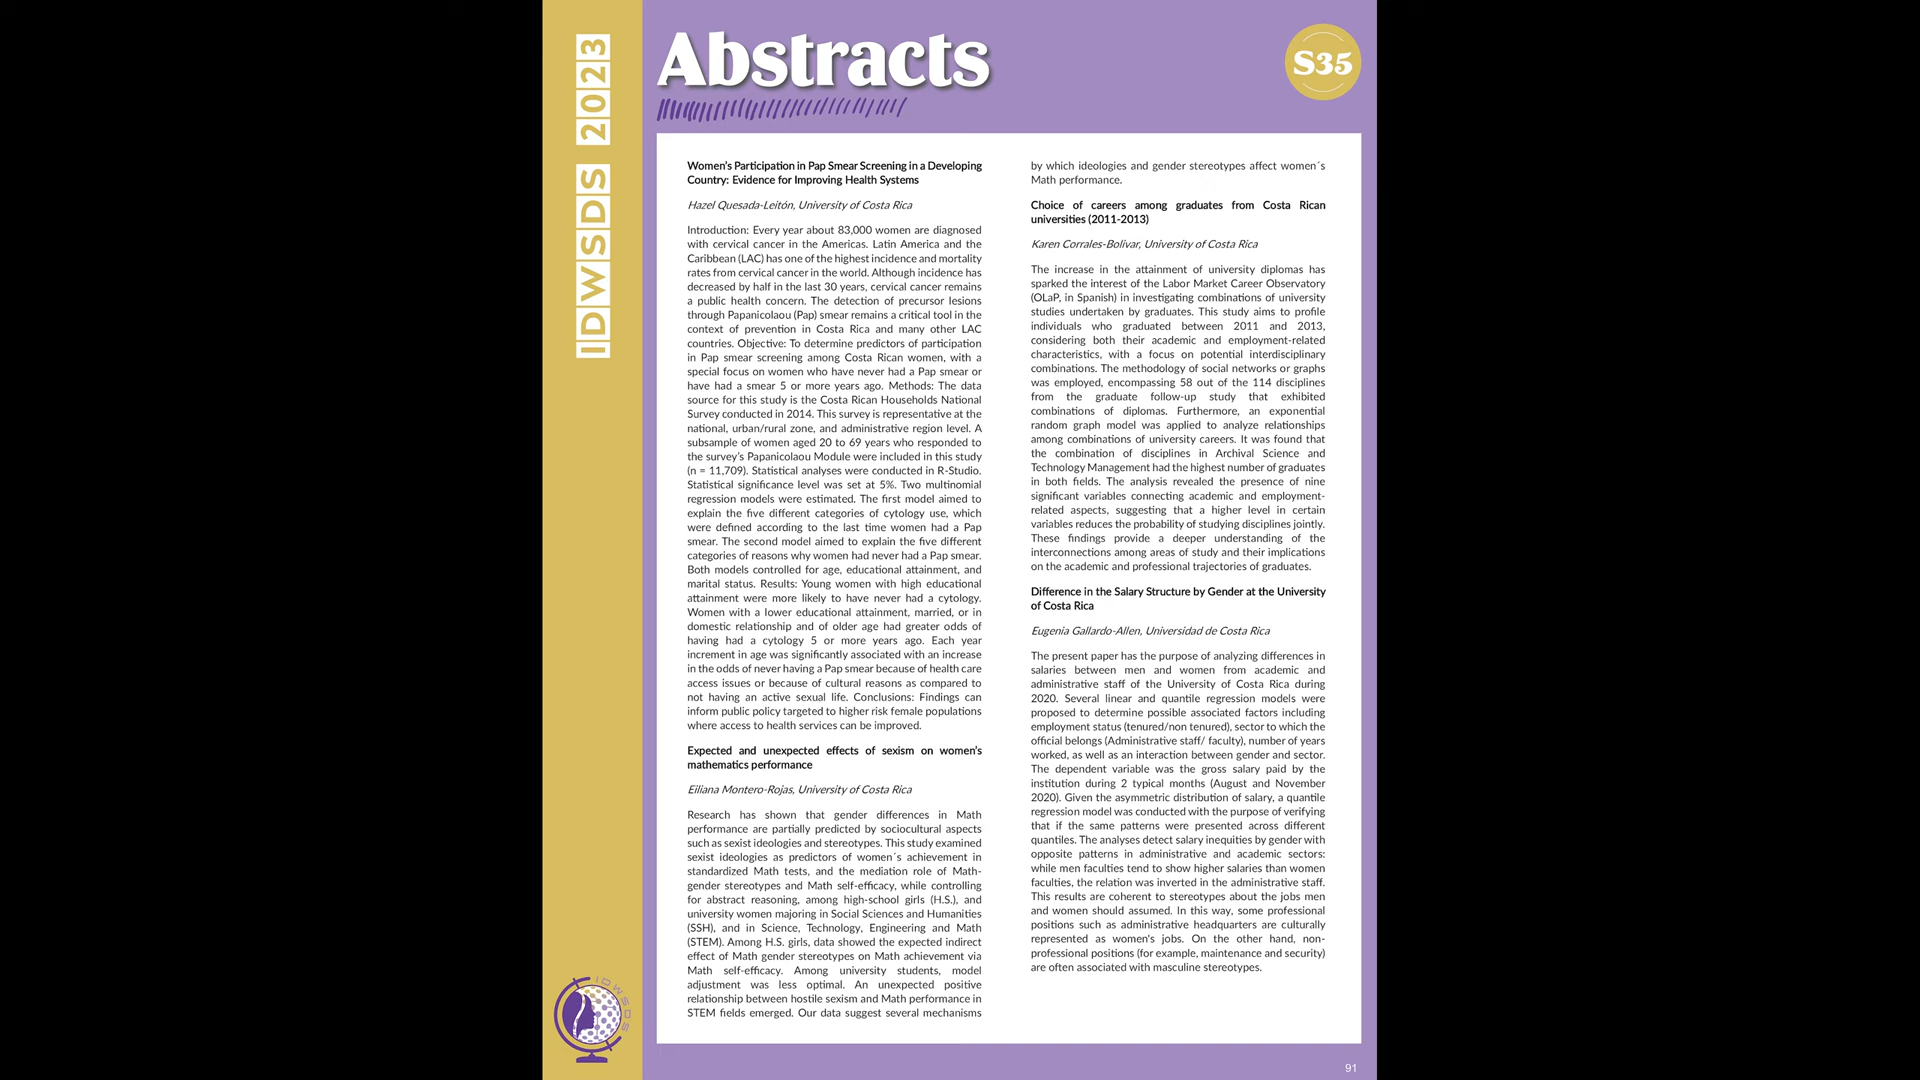 Abstracts
S35
IDWSDS 2023
Women's Participation in Pap Smear Screening in a Developing
Country: Evidence for Improving Health Systems
Hazel Quesada-Leitón, University of Costa Rica
Introduction: Every year about 83,000 women are diagnosed
with cervical cancer in the Americas. Latin America and the
Caribbean (LAC) has one of the highest incidence and mortality
rates from cervical cancer in the world. Although incidence has
decreased by half in the last 30 years, cervical cancer remains
a public health concern. The detection of precursor lesions
through Papanicolaou (Pap) smear remains a critical tool in the
context of prevention in Costa Rica and many other LAC
countries. Objective: To determine predictors of participation
in Pap smear screening among Costa Rican women, with a
special focus on women who have never had a Pap smear or
have had a smear 5 or more years ago. Methods: The data
source for this study is the Costa Rican Households National
Survey conducted in 2014. This survey is representative at the
national, urban/rural zone, and administrative region level. A
subsample of women aged 20 to 69 years who responded to
the survey's Papanicolaou Module were included in this study
(n = 11,709). Statistical analyses were conducted in R-Studio.
Statistical significance level was set at 5%. Two multinomial
regression models were estimated. The first model aimed to
explain the five different categories of cytology use, which
were defined according to the last time women had a Pap
smear. The second model aimed to explain the five different
categories of reasons why women had never had a Pap smear.
Both models controlled for age, educational attainment, and
marital status. Results: Young women with high educational
attainment were more likely to have never had a cytology.
Women with a lower educational attainment, married, or in
domestic relationship and of older age had greater odds of
having had a cytology 5 or more years ago. Each year
increment in age was significantly associated with an increase
in the odds of never having a Pap smear because of health care
access issues or because of cultural reasons as compared to
not having an active sexual life. Conclusions: Findings can
inform public policy targeted to higher risk female populations
where access to health services can be improved.
Expected and unexpected effects of sexism on women's
mathematics performance
Eiliana Montero-Rojas, University of Costa Rica
Research has shown that gender differences in Math
performance are partially predicted by sociocultural aspects
such as sexist ideologies and stereotypes. This study examined
sexist ideologies as predictors of women´s achievement in
standardized Math tests, and the mediation role of Math-
gender stereotypes and Math self-efficacy, while controlling
for abstract reasoning, among high-school girls (H.S.), and
university women majoring in Social Sciences and Humanities
(SSH), and in Science, Technology, Engineering and Math
(STEM). Among H.S. girls, data showed the expected indirect
effect of Math gender stereotypes on Math achievement via
Math self-efficacy. Among university students, model
adjustment was less optimal. An unexpected positive
relationship between hostile sexism and Math performance in
STEM fields emerged. Our data suggest several mechanisms
by which ideologies and gender stereotypes affect women´s
Math performance.
Choice of careers among graduates from Costa Rican
universities (2011-2013)
Karen Corrales-Bolivar, University of Costa Rica
The increase in the attainment of university diplomas has
sparked the interest of the Labor Market Career Observatory
(OLaP, in Spanish) in investigating combinations of university
studies undertaken by graduates. This study aims to profile
individuals who graduated between 2011 and 2013,
considering both their academic and employment-related
characteristics, with a focus on potential interdisciplinary
combinations. The methodology of social networks or graphs
was employed, encompassing 58 out of the 114 disciplines
from the graduate follow-up study that exhibited
combinations of diplomas. Furthermore, an exponential
random graph model was applied to analyze relationships
among combinations of university careers. It was found that
the combination of disciplines in Archival Science and
Technology Management had the highest number of graduates
in both fields. The analysis revealed the presence of nine
significant variables connecting academic and employment-
related aspects, suggesting that a higher level in certain
variables reduces the probability of studying disciplines jointly.
These findings provide a deeper understanding of the
interconnections among areas of study and their implications
on the academic and professional trajectories of graduates.
Difference in the Salary Structure by Gender at the University
of Costa Rica
Eugenia Gallardo-Allen, Universidad de Costa Rica
The present paper has the purpose of analyzing differences in
salaries between men and women from academic and
administrative staff of the University of Costa Rica during
2020. Several linear and quantile regression models were
proposed to determine possible associated factors including
employment status (tenured/non tenured), sector to which the
official belongs (Administrative staff/ faculty), number of years
worked, as well as an interaction between gender and sector.
The dependent variable was the gross salary paid by the
institution during 2 typical months (August and November
2020). Given the asymmetric distribution of salary, a quantile
regression model was conducted with the purpose of verifying
that if the same patterns were presented across different
quantiles. The analyses detect salary inequities by gender with
opposite patterns in administrative and academic sectors:
while men faculties tend to show higher salaries than women
faculties, the relation was inverted in the administrative staff.
This results are coherent to stereotypes about the jobs men
and women should assumed. In this way, some professional
positions such as administrative headquarters are culturally
represented as women's jobs. On the other hand, non-
professional positions (for example, maintenance and security)
are often associated with masculine stereotypes.
IDWSDS
91